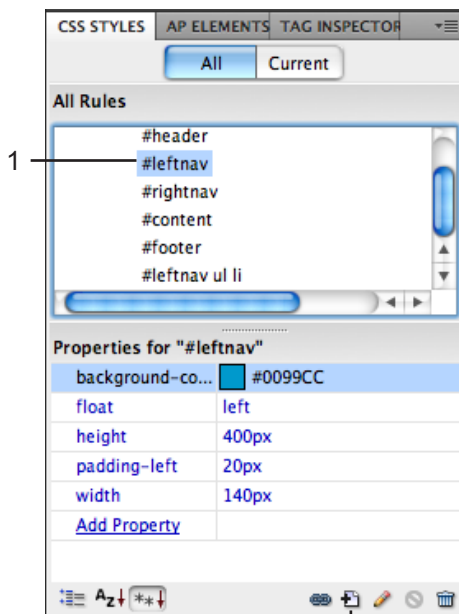 CSS STYLES AP ELEMENTS TAG INSPECTOR
All Current
All Rules
#header
1 #leftnav
#rightnav
#content
#footer
#leftnav ul li
Properties for "#leftnav"
background-co... #0099CC
float left
height 400px
padding-left 20px
width 140px
Add Property
Az **